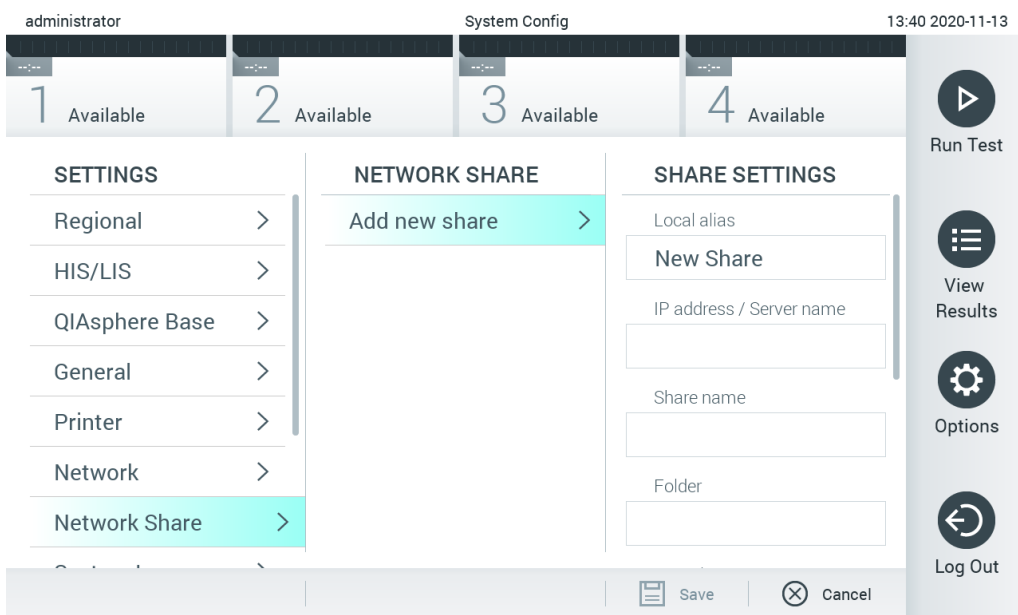 administrator System Config 13:40 2020-11-13
--:-- --:-- --:-- --:--
1 Available 2 Available 3 Available 4 Available
Run Test
View
Results
Options
Log Out
SETTINGS
Regional
HIS/LIS
QIAsphere Base
General
Printer
Network
Network Share
NETWORK SHARE
Add new share
SHARE SETTINGS
Local alias
New Share
IP address / Server name
Share name
Folder
Save Cancel